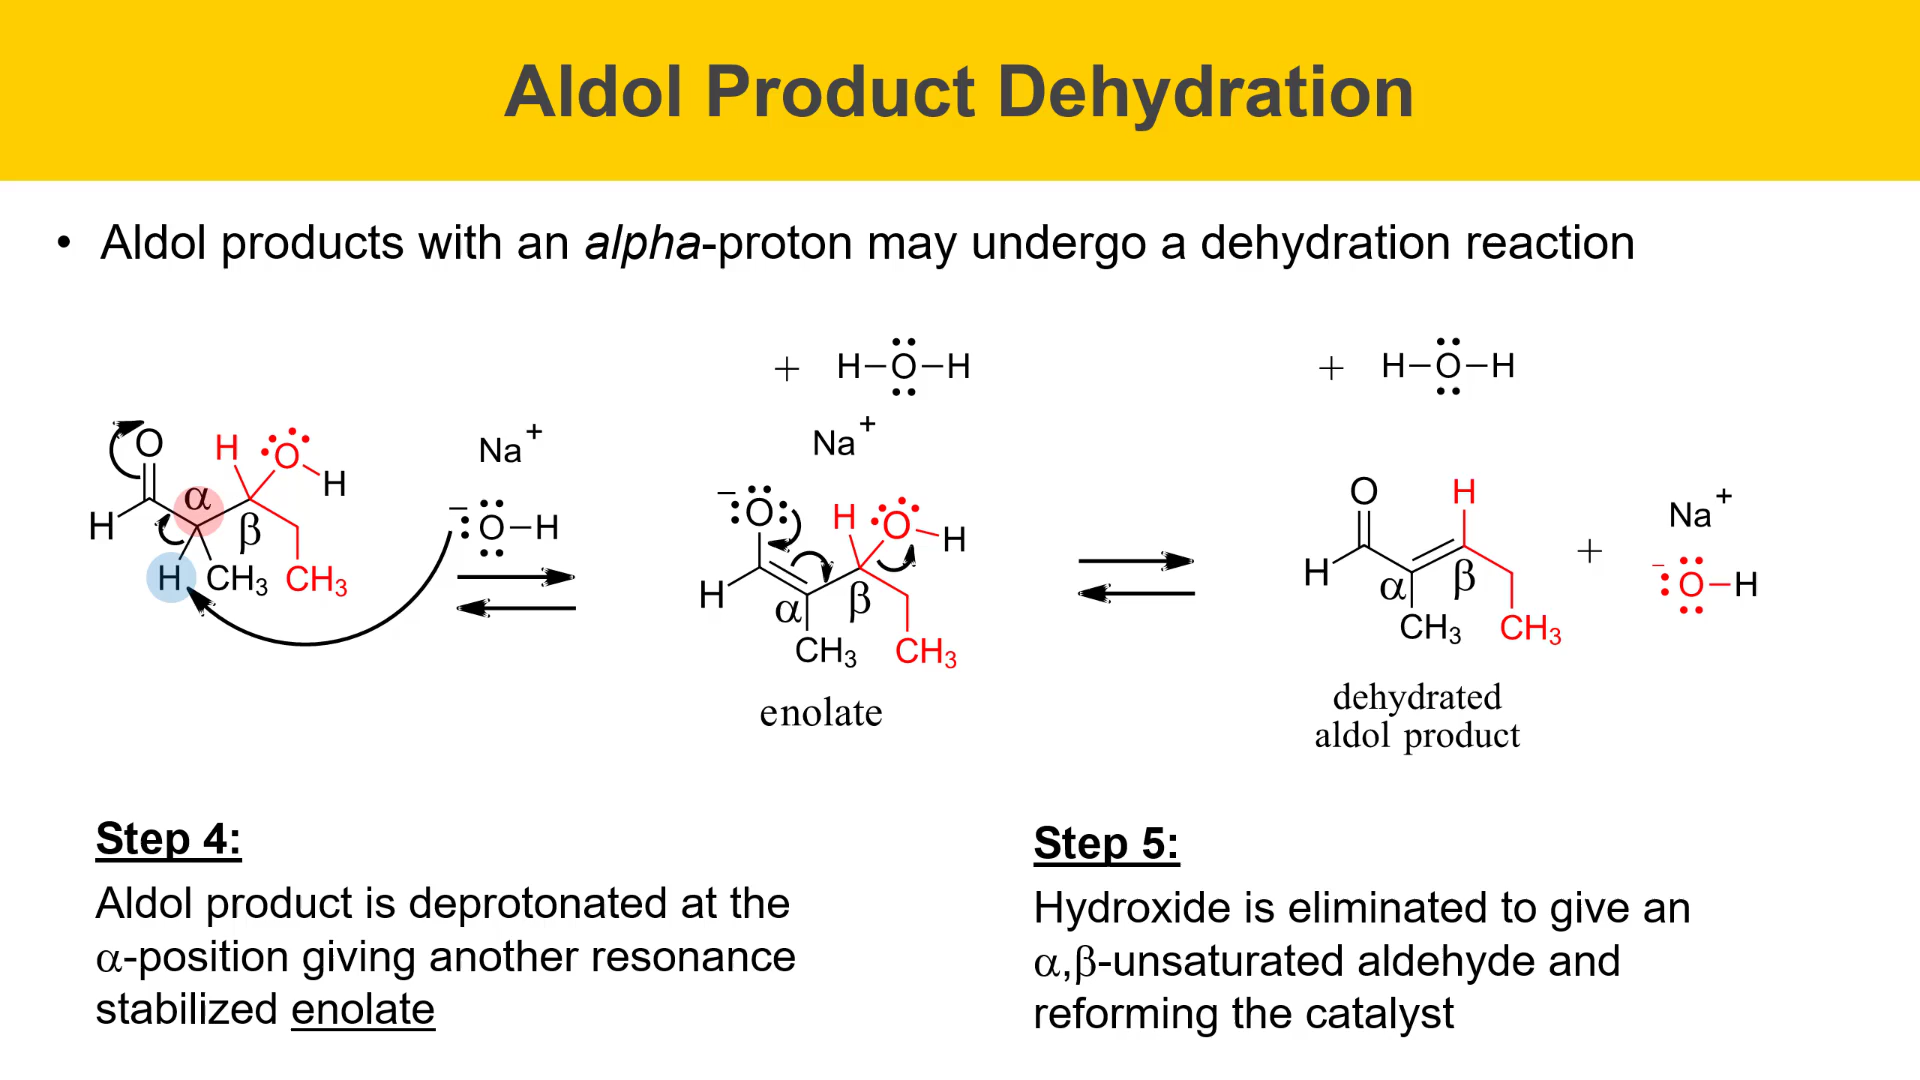 Aldol Product Dehydration
• Aldol products with an alpha-proton may undergo a dehydration reaction
+ H–O–H
+ H–O–H
Na+
Na+
O H O H
H α β
H CH3 CH3
− O–H
− O H O H
H α β
CH3 CH3
enolate
O H
H α β
CH3 CH3
+
Na+
− O–H
dehydrated
aldol product
Step 4:
Aldol product is deprotonated at the
α-position giving another resonance
stabilized enolate
Step 5:
Hydroxide is eliminated to give an
α,β-unsaturated aldehyde and
reforming the catalyst